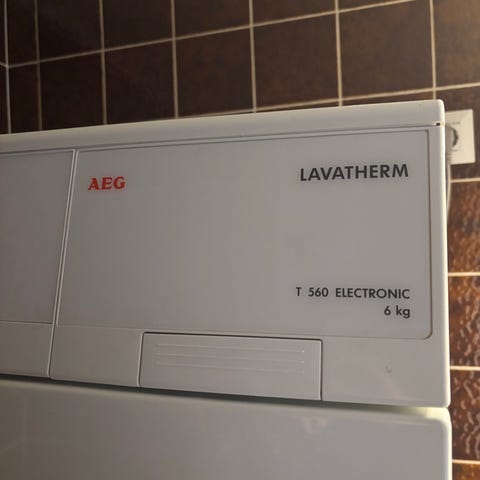 AEG
LAVATHERM
T 560 ELECTRONIC
6 kg